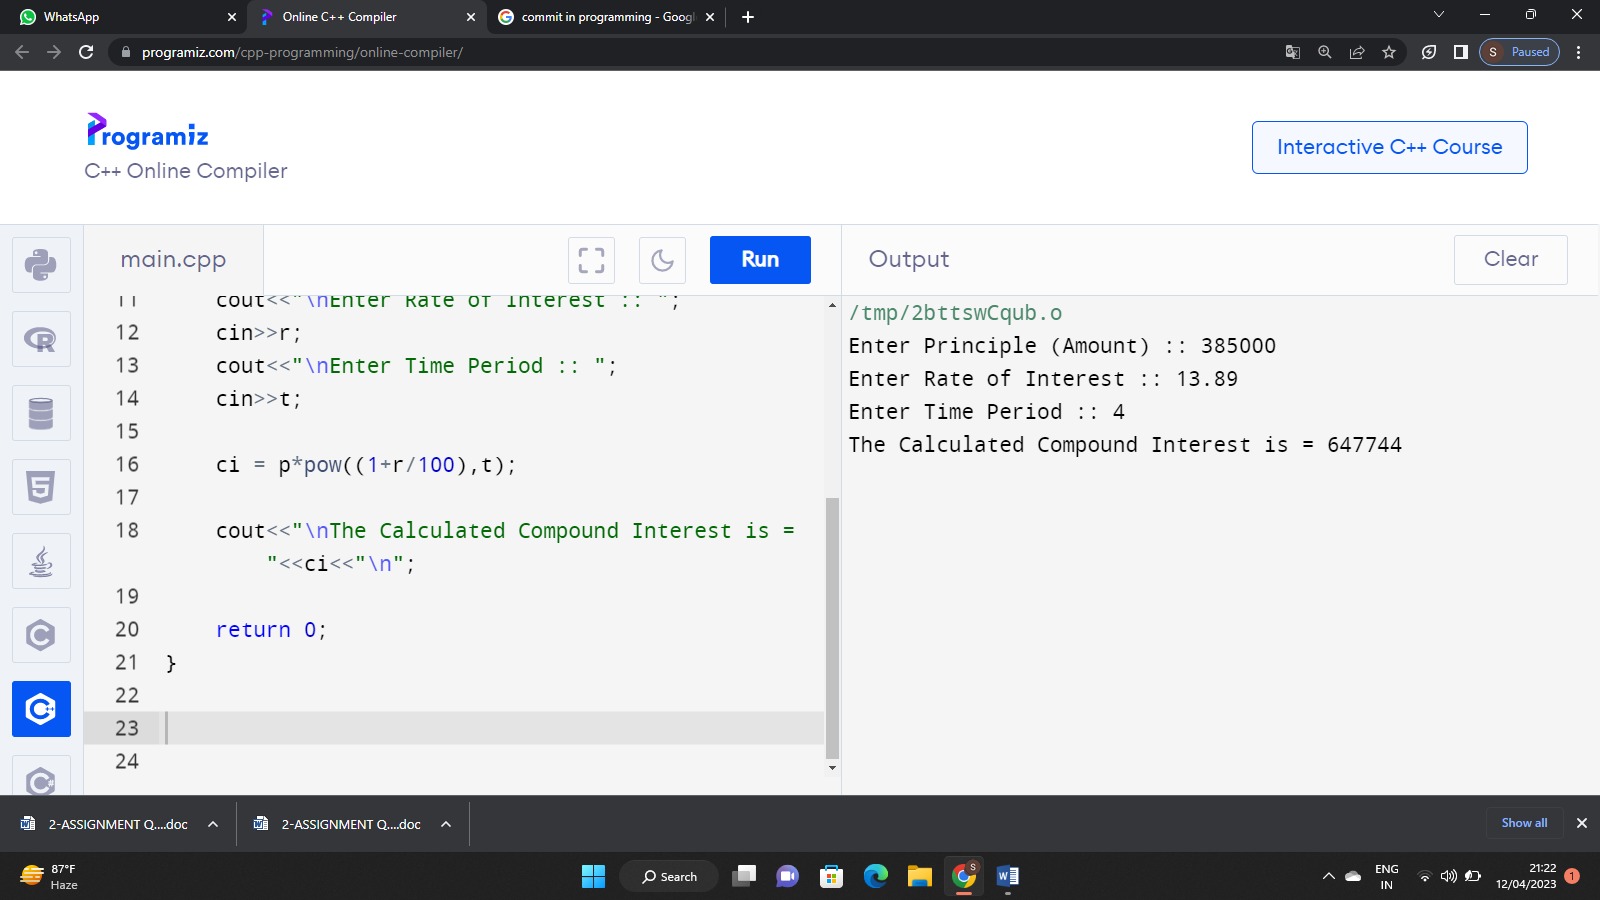 WhatsApp
Online C++ Compiler
commit in programming - Googl
programiz.com/cpp-programming/online-compiler/
S Paused
Programiz
C++ Online Compiler
Interactive C++ Course
main.cpp
Run
Output
Clear
11 cout<<"\nEnter Rate of Interest :: ";
12 cin>>r;
13 cout<<"\nEnter Time Period :: ";
14 cin>>t;
15
16 ci = p*pow((1+r/100),t);
17
18 cout<<"\nThe Calculated Compound Interest is =
"<<ci<<"\n";
19
20 return 0;
21 }
22
23
24
/tmp/2bttswCqub.o
Enter Principle (Amount) :: 385000
Enter Rate of Interest :: 13.89
Enter Time Period :: 4
The Calculated Compound Interest is = 647744
2-ASSIGNMENT Q....doc
2-ASSIGNMENT Q....doc
Show all
87°F
Haze
Search
ENG
IN
21:22
12/04/2023
1